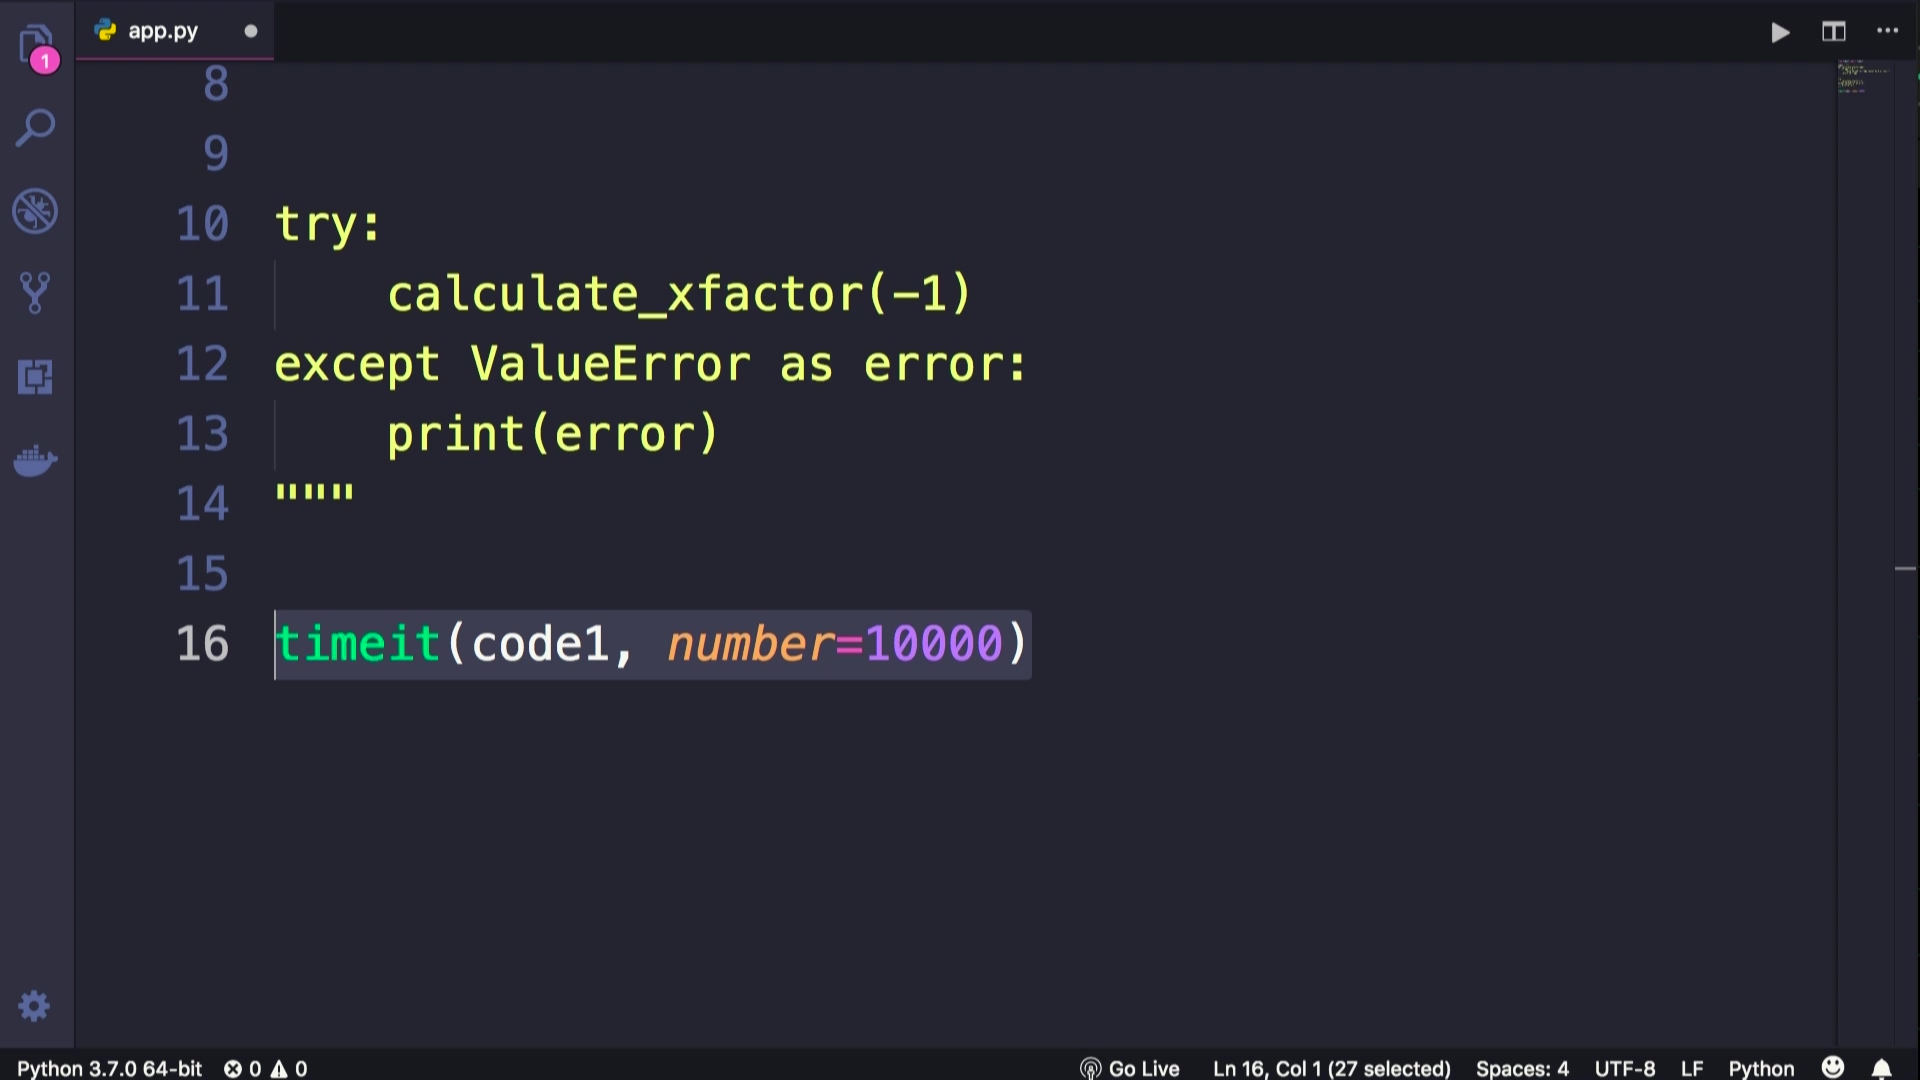 1
app.py
8
9
10 try:
11 calculate_xfactor(-1)
12 except ValueError as error:
13 print(error)
14 """
15
16 timeit(code1, number=10000)
Python 3.7.0 64-bit 0 0 Go Live Ln 16, Col 1 (27 selected) Spaces: 4 UTF-8 LF Python